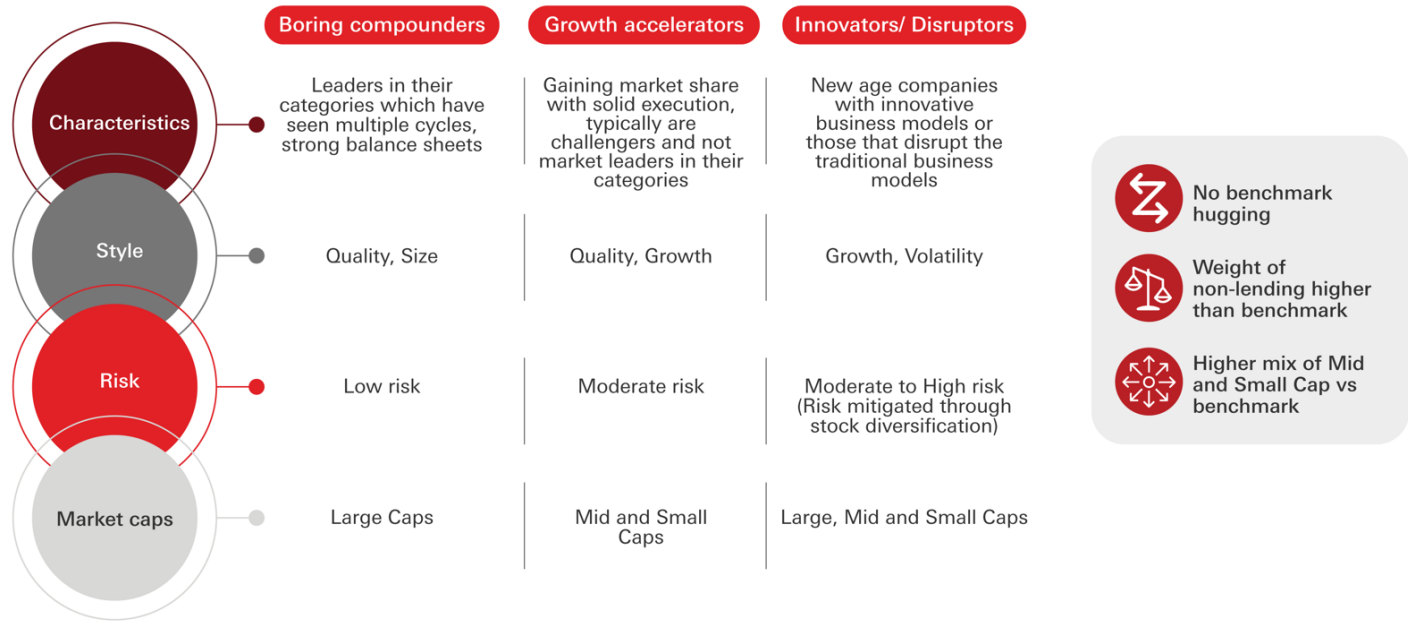 Boring compounders
Growth accelerators
Innovators/ Disruptors
Characteristics
Leaders in their
categories which have
seen multiple cycles,
strong balance sheets
Gaining market share
with solid execution,
typically are
challengers and not
market leaders in their
categories
New age companies
with innovative
business models or
those that disrupt the
traditional business
models
Style
Quality, Size
Quality, Growth
Growth, Volatility
Risk
Low risk
Moderate risk
Moderate to High risk
(Risk mitigated through
stock diversification)
Market caps
Large Caps
Mid and Small
Caps
Large, Mid and Small Caps
No benchmark
hugging
Weight of
non-lending higher
than benchmark
Higher mix of Mid
and Small Cap vs
benchmark